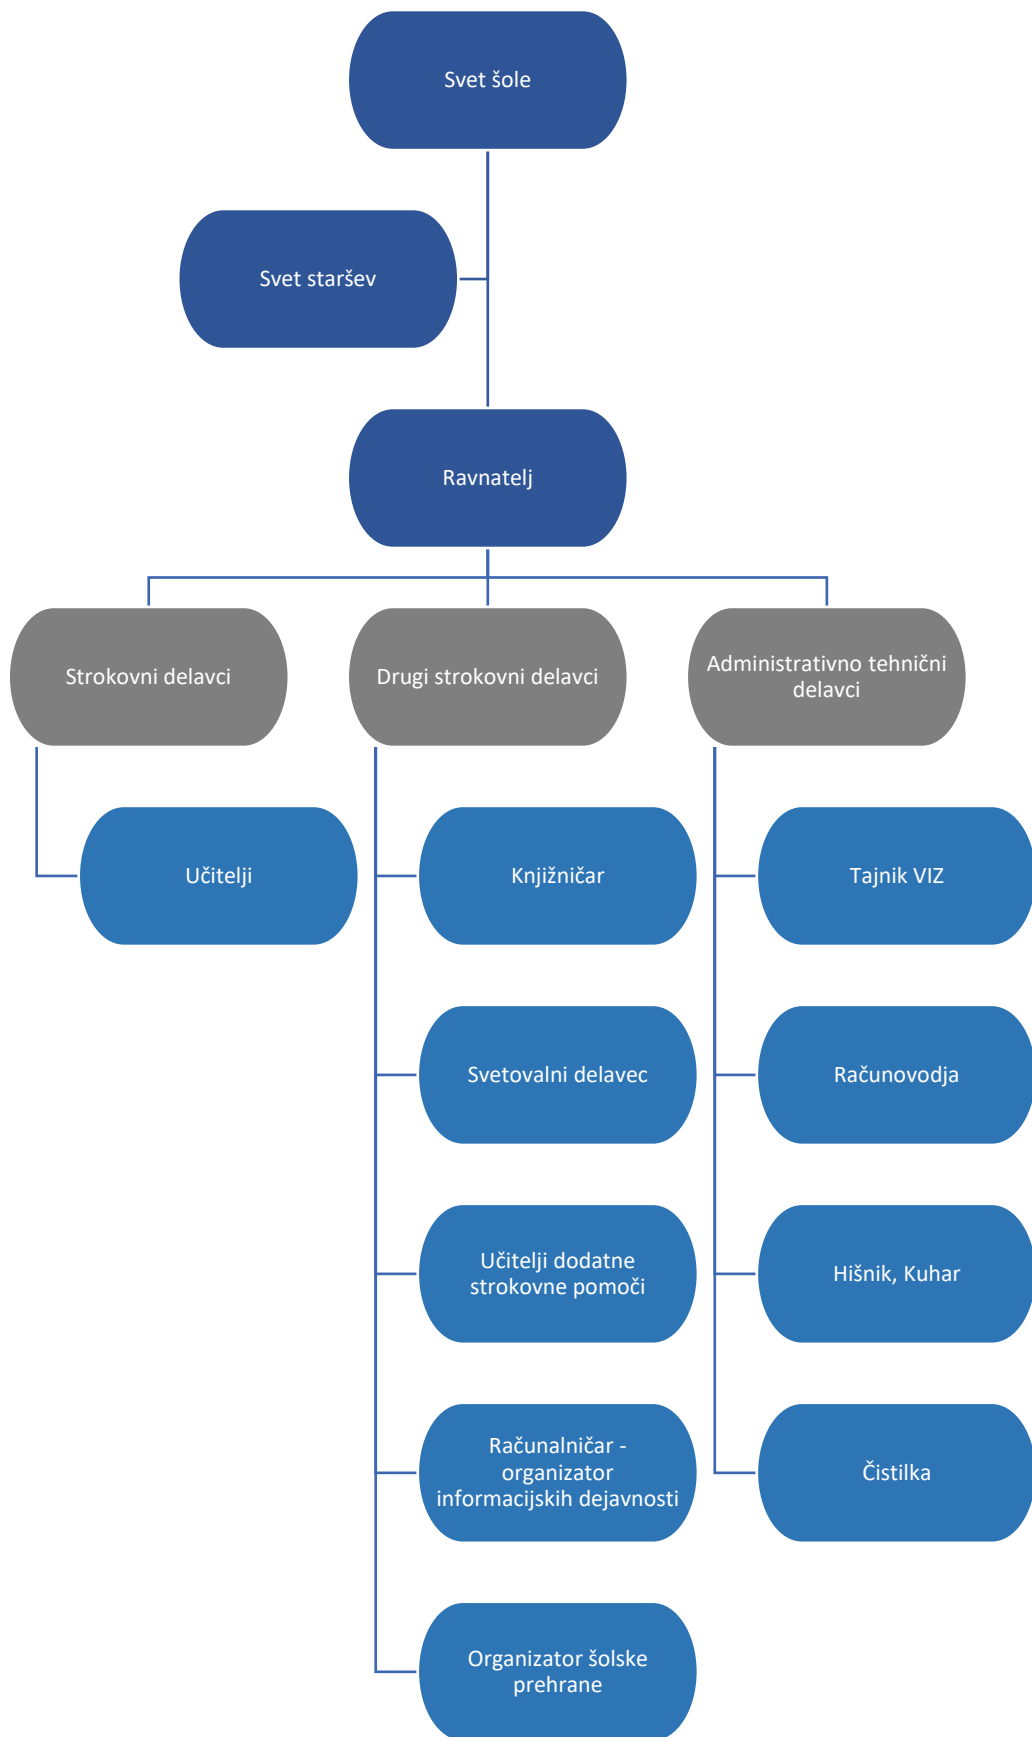 Svet šole
Svet staršev
Ravnatelj
Strokovni delavci
Drugi strokovni delavci
Administrativno tehnični
delavci
Učitelji
Knjižničar
Tajnik VIZ
Svetovalni delavec
Računovodja
Učitelji dodatne
strokovne pomoči
Hišnik, Kuhar
Računalničar -
organizator
informacijskih dejavnosti
Čistilka
Organizator šolske
prehrane